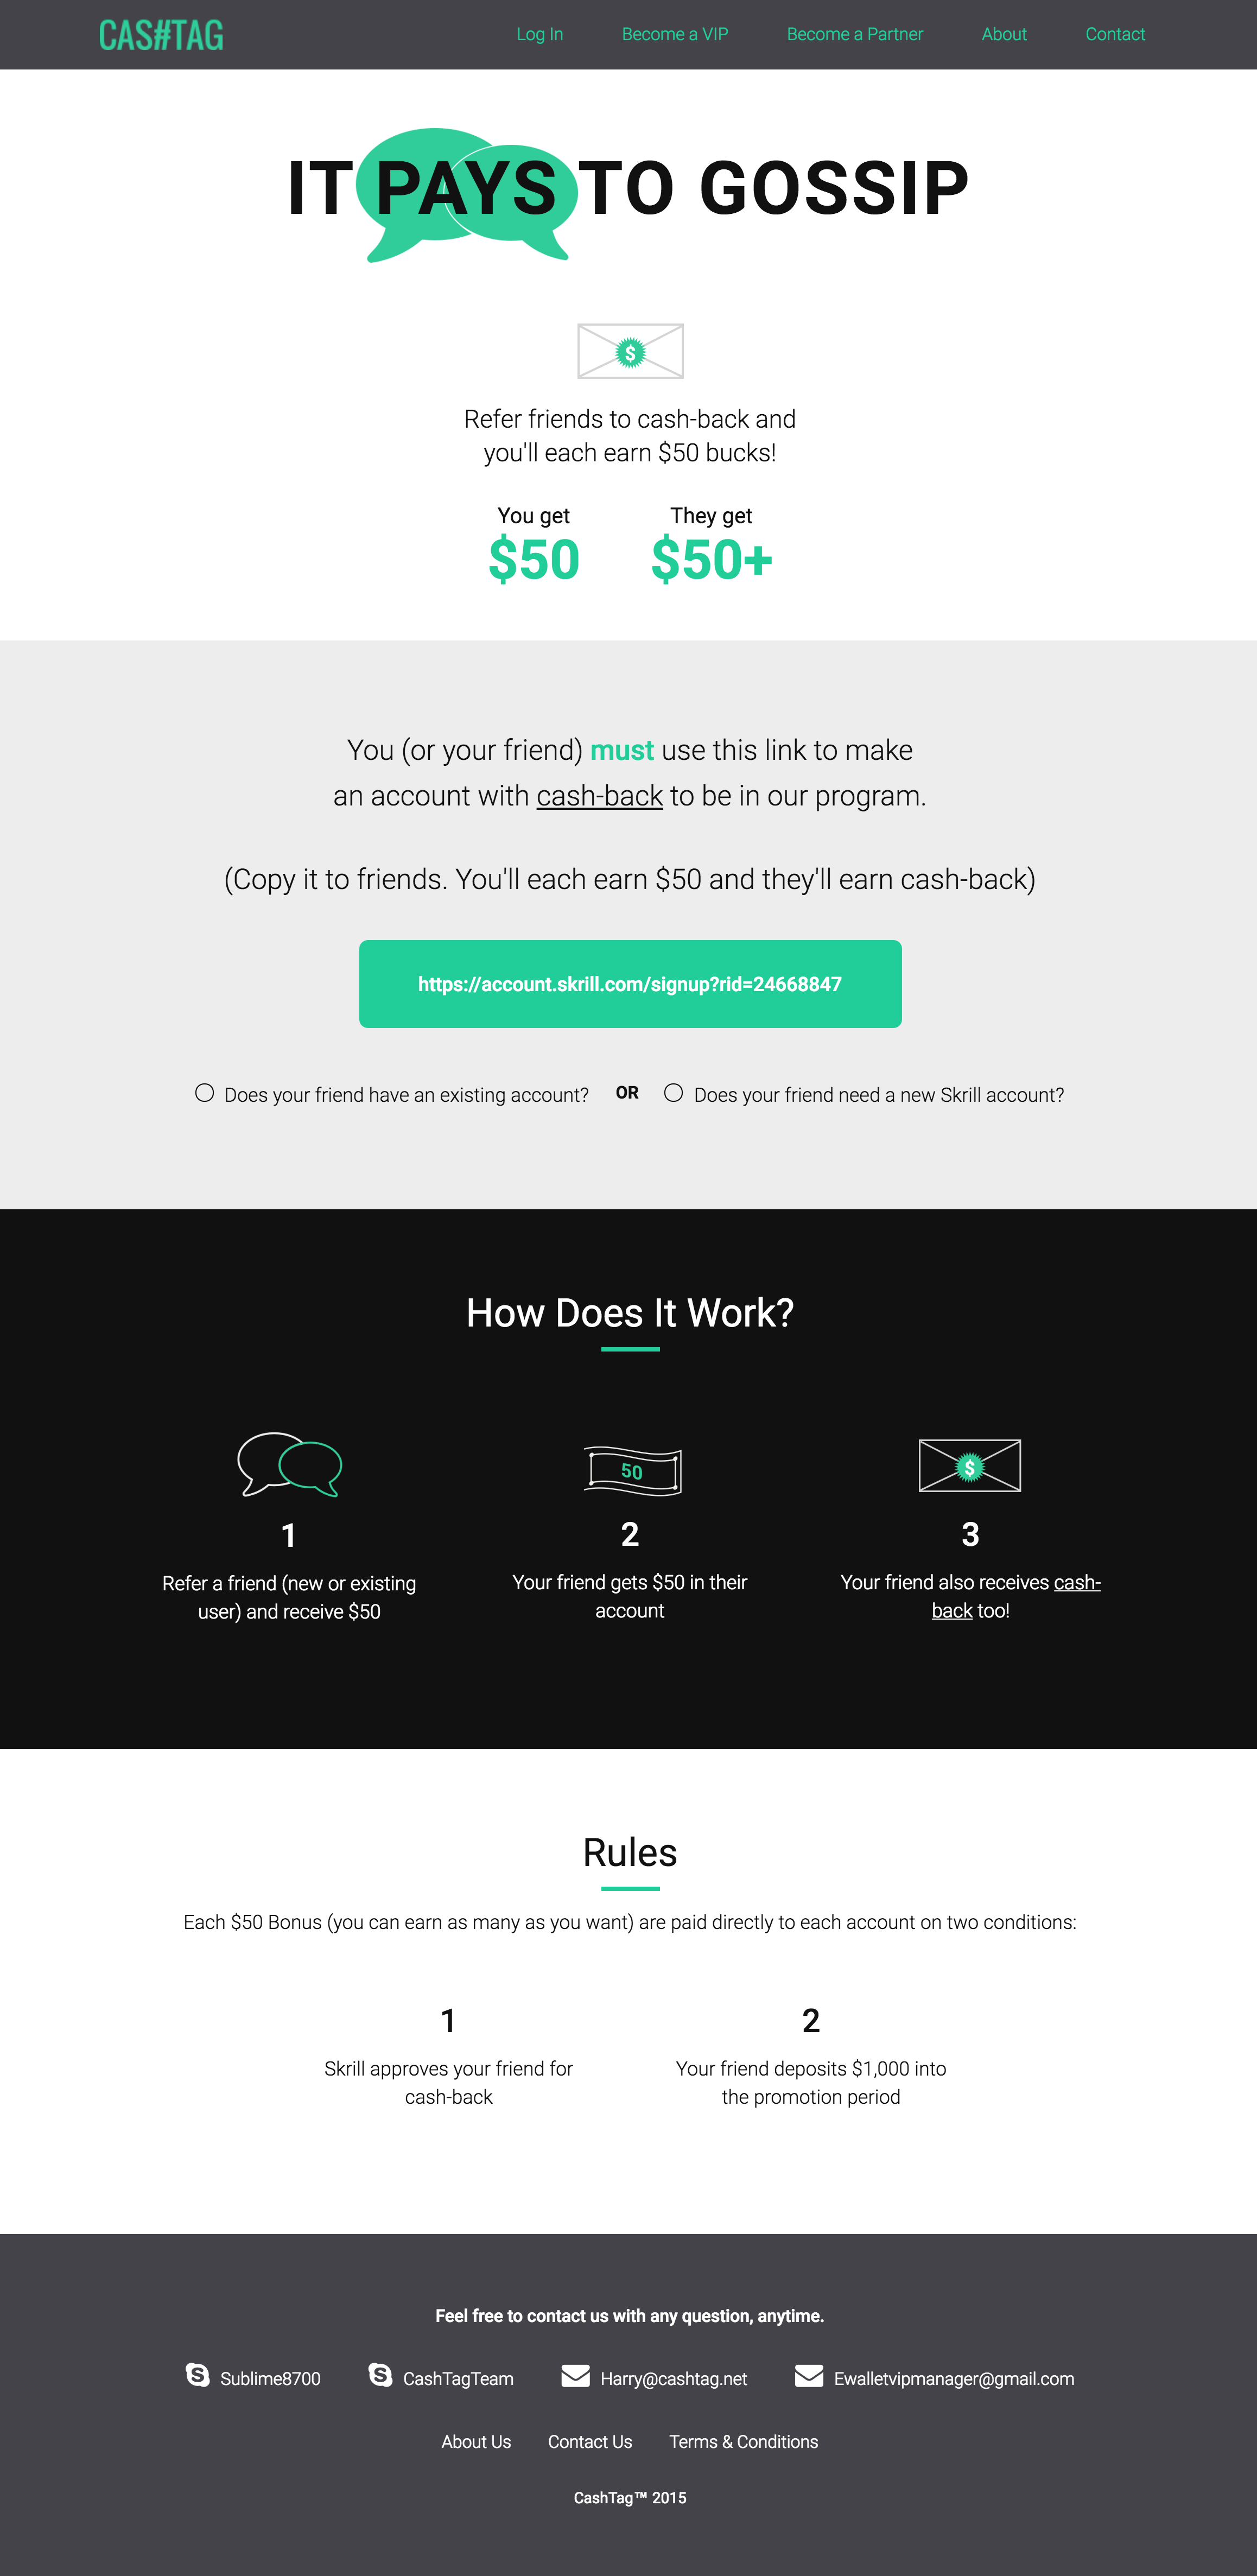 CAS#TAG
Log In
Become a VIP
Become a Partner
About
Contact
IT PAYS TO GOSSIP
$
Refer friends to cash-back and
you'll each earn $50 bucks!
You get
$50
They get
$50+
You (or your friend) must use this link to make
an account with cash-back to be in our program.
(Copy it to friends. You'll each earn $50 and they'll earn cash-back)
https://account.skrill.com/signup?rid=24668847
Does your friend have an existing account?
OR
Does your friend need a new Skrill account?
How Does It Work?
1
Refer a friend (new or existing
user) and receive $50
50
2
Your friend gets $50 in their
account
$
3
Your friend also receives cash-
back too!
Rules
Each $50 Bonus (you can earn as many as you want) are paid directly to each account on two conditions:
1
Skrill approves your friend for
cash-back
2
Your friend deposits $1,000 into
the promotion period
Feel free to contact us with any question, anytime.
Sublime8700
CashTagTeam
Harry@cashtag.net
Ewalletvipmanager@gmail.com
About Us
Contact Us
Terms & Conditions
CashTag™ 2015